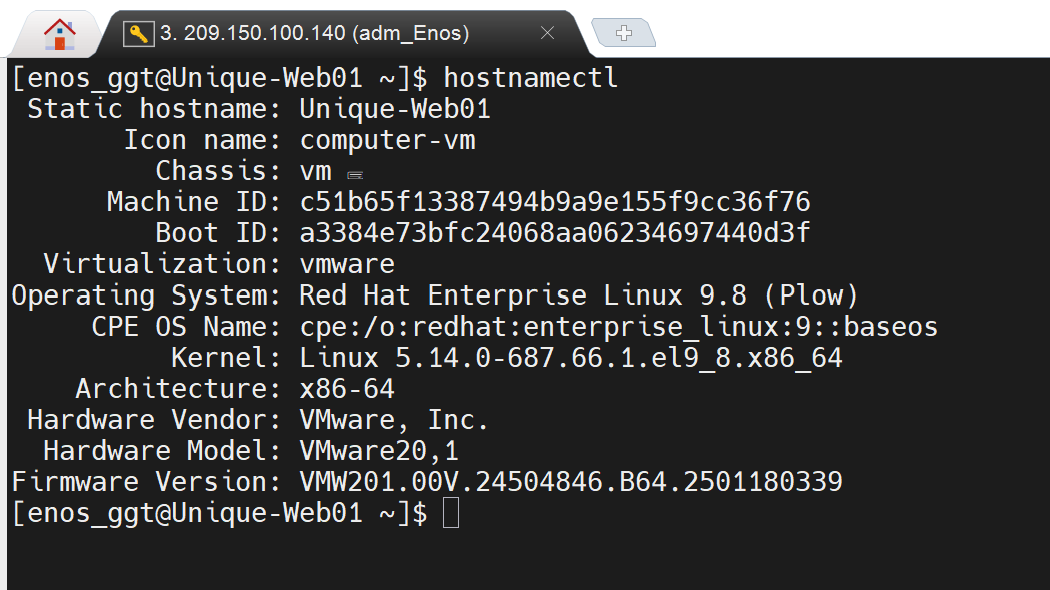 3. 209.150.100.140 (adm_Enos)
[enos_ggt@Unique-Web01 ~]$ hostnamectl
Static hostname: Unique-Web01
Icon name: computer-vm
Chassis: vm
Machine ID: c51b65f13387494b9a9e155f9cc36f76
Boot ID: a3384e73bfc24068aa06234697440d3f
Virtualization: vmware
Operating System: Red Hat Enterprise Linux 9.8 (Plow)
CPE OS Name: cpe:/o:redhat:enterprise_linux:9::baseos
Kernel: Linux 5.14.0-687.66.1.el9_8.x86_64
Architecture: x86-64
Hardware Vendor: VMware, Inc.
Hardware Model: VMware20,1
Firmware Version: VMW201.00V.24504846.B64.2501180339
[enos_ggt@Unique-Web01 ~]$